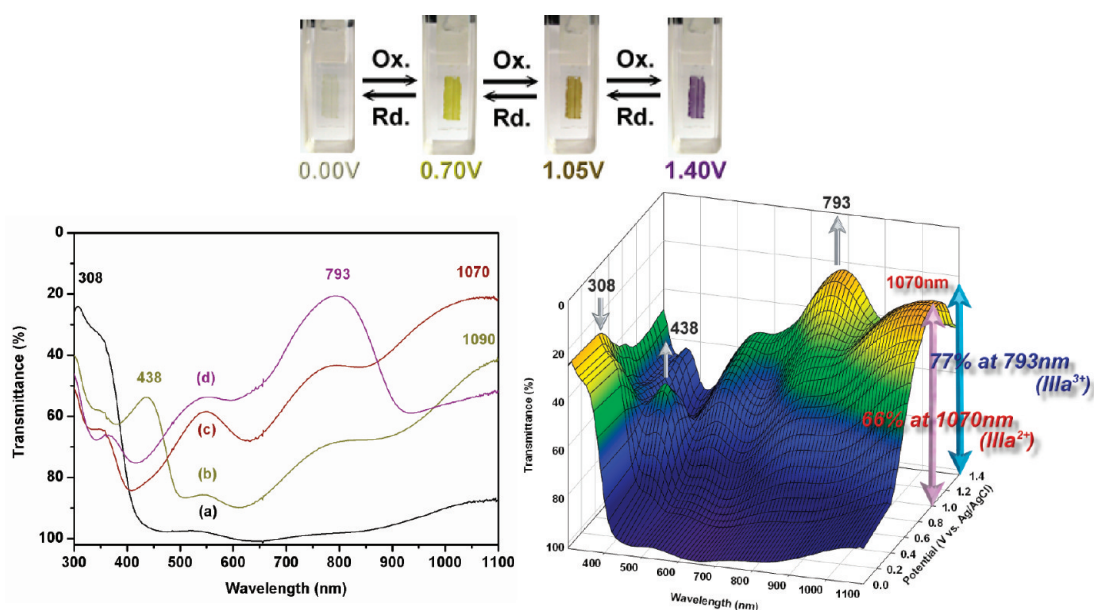 Ox. Ox. Ox.
Rd. Rd. Rd.
0.00V 0.70V 1.05V 1.40V
0
20
40
60
80
100
Transmittance (%)
308
438
793
1070
1090
(d)
(c)
(b)
(a)
300 400 500 600 700 800 900 1000 1100
Wavelength (nm)
793
308
438
1070nm
77% at 793nm
(IIIa³⁺)
66% at 1070nm
(IIIa²⁺)
0
20
40
60
80
100
Transmittance (%)
400 500 600 700 800 900 1000 1100
Wavelength (nm)
0.0 0.2 0.4 0.6 0.8 1.0 1.2 1.4
Potential (V vs. Ag/AgCl)